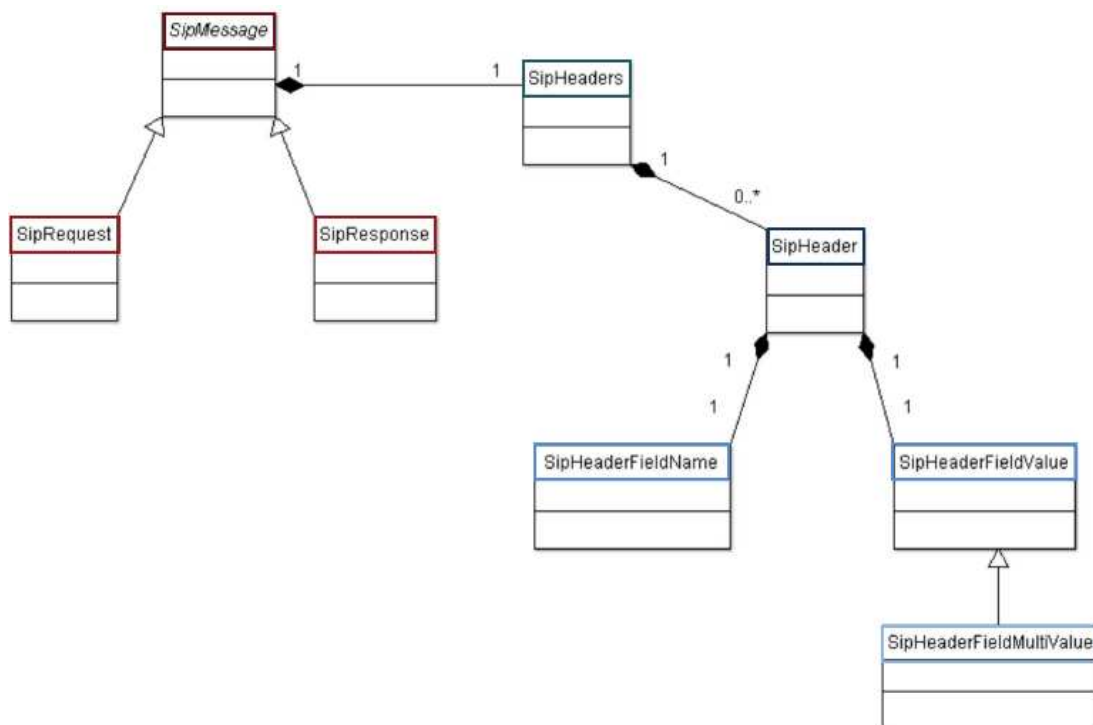 SipMessage
1
1
SipHeaders
1
0..*
SipRequest
SipResponse
SipHeader
1
1
1
1
SipHeaderFieldName
SipHeaderFieldValue
SipHeaderFieldMultiValue